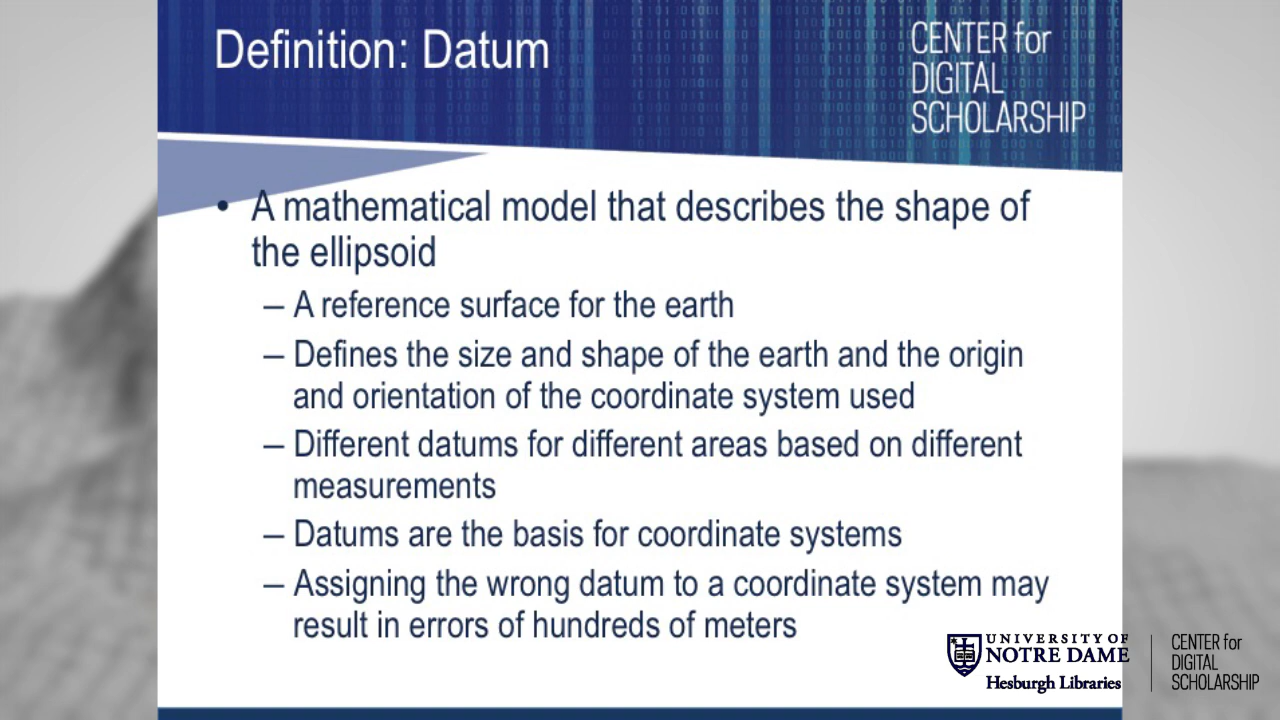 Definition: Datum
CENTER for
DIGITAL
SCHOLARSHIP
• A mathematical model that describes the shape of
the ellipsoid
– A reference surface for the earth
– Defines the size and shape of the earth and the origin
and orientation of the coordinate system used
– Different datums for different areas based on different
measurements
– Datums are the basis for coordinate systems
– Assigning the wrong datum to a coordinate system may
result in errors of hundreds of meters
UNIVERSITY OF
NOTRE DAME
Hesburgh Libraries
CENTER for
DIGITAL
SCHOLARSHIP